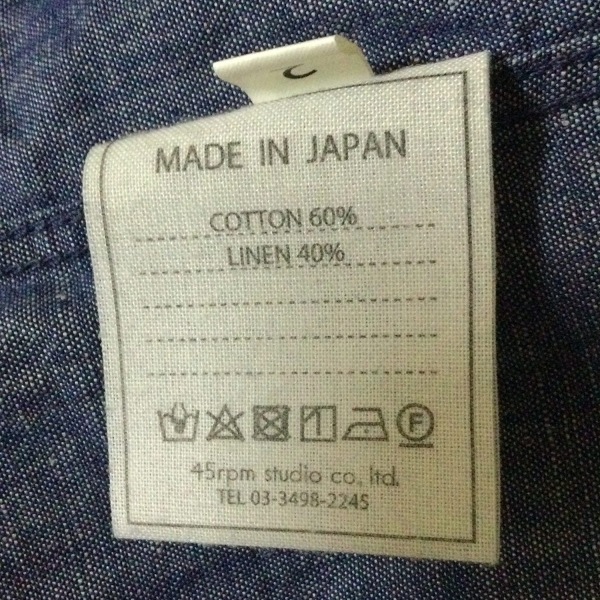 MADE IN JAPAN
COTTON 60%
LINEN 40%
F
45rpm studio co., ltd.
TEL 03-3498-2245